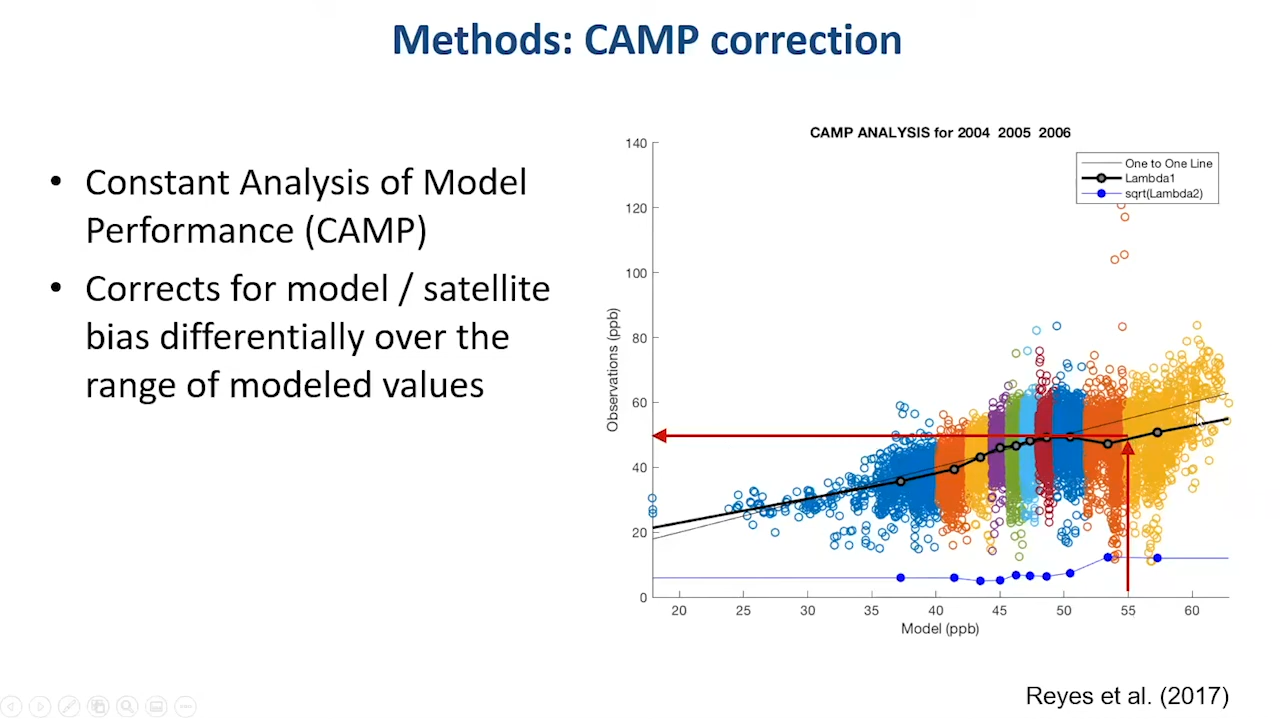 Methods: CAMP correction
• Constant Analysis of Model
Performance (CAMP)
• Corrects for model / satellite
bias differentially over the
range of modeled values
CAMP ANALYSIS for 2004 2005 2006
One to One Line
Lambda1
sqrt(Lambda2)
Observations (ppb)
140
120
100
80
60
40
20
0
20 25 30 35 40 45 50 55 60
Model (ppb)
Reyes et al. (2017)